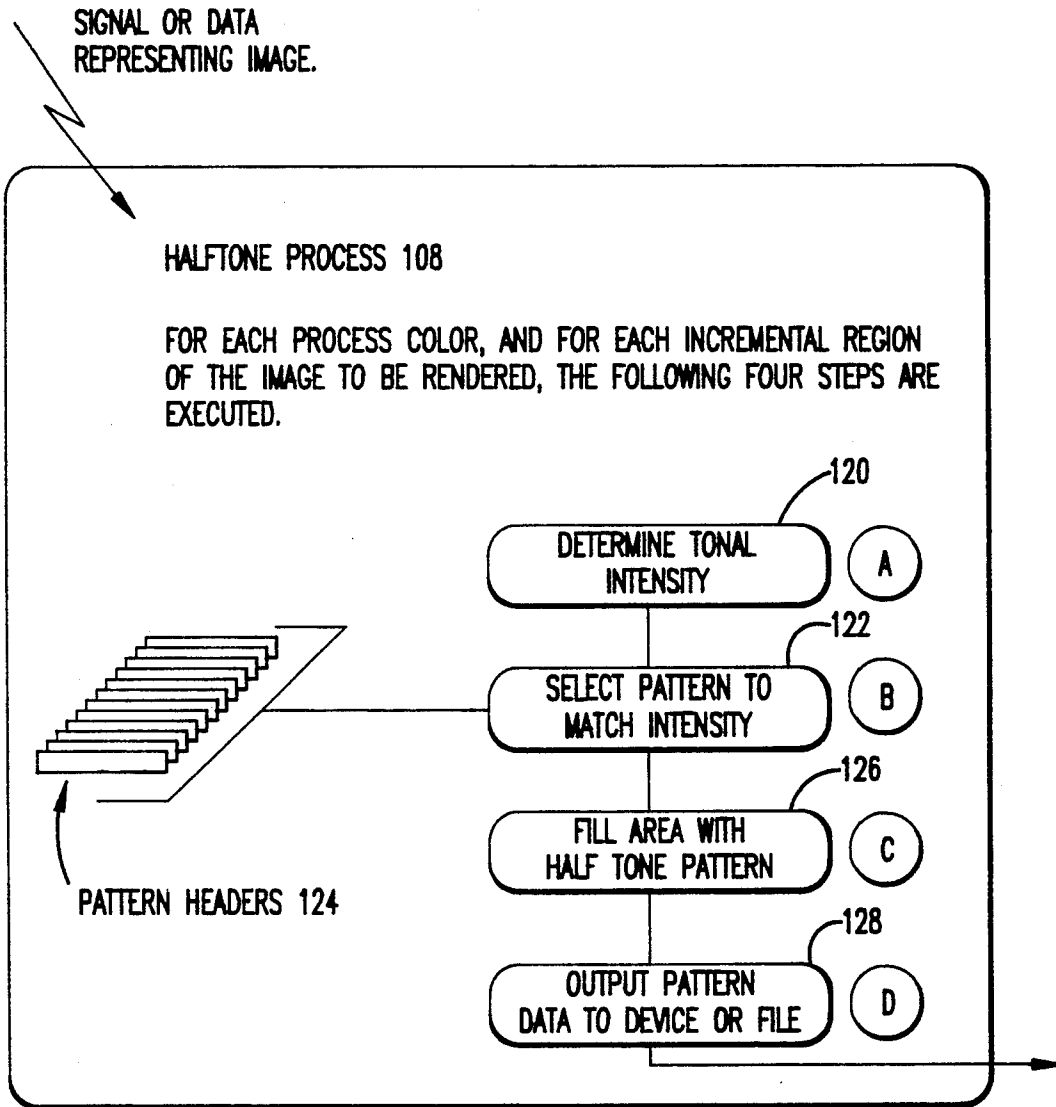 SIGNAL OR DATA
REPRESENTING IMAGE.
HALFTONE PROCESS 108
FOR EACH PROCESS COLOR, AND FOR EACH INCREMENTAL REGION
OF THE IMAGE TO BE RENDERED, THE FOLLOWING FOUR STEPS ARE
EXECUTED.
120
DETERMINE TONAL
INTENSITY
A
122
SELECT PATTERN TO
MATCH INTENSITY
B
126
FILL AREA WITH
HALF TONE PATTERN
C
PATTERN HEADERS 124
128
OUTPUT PATTERN
DATA TO DEVICE OR FILE
D